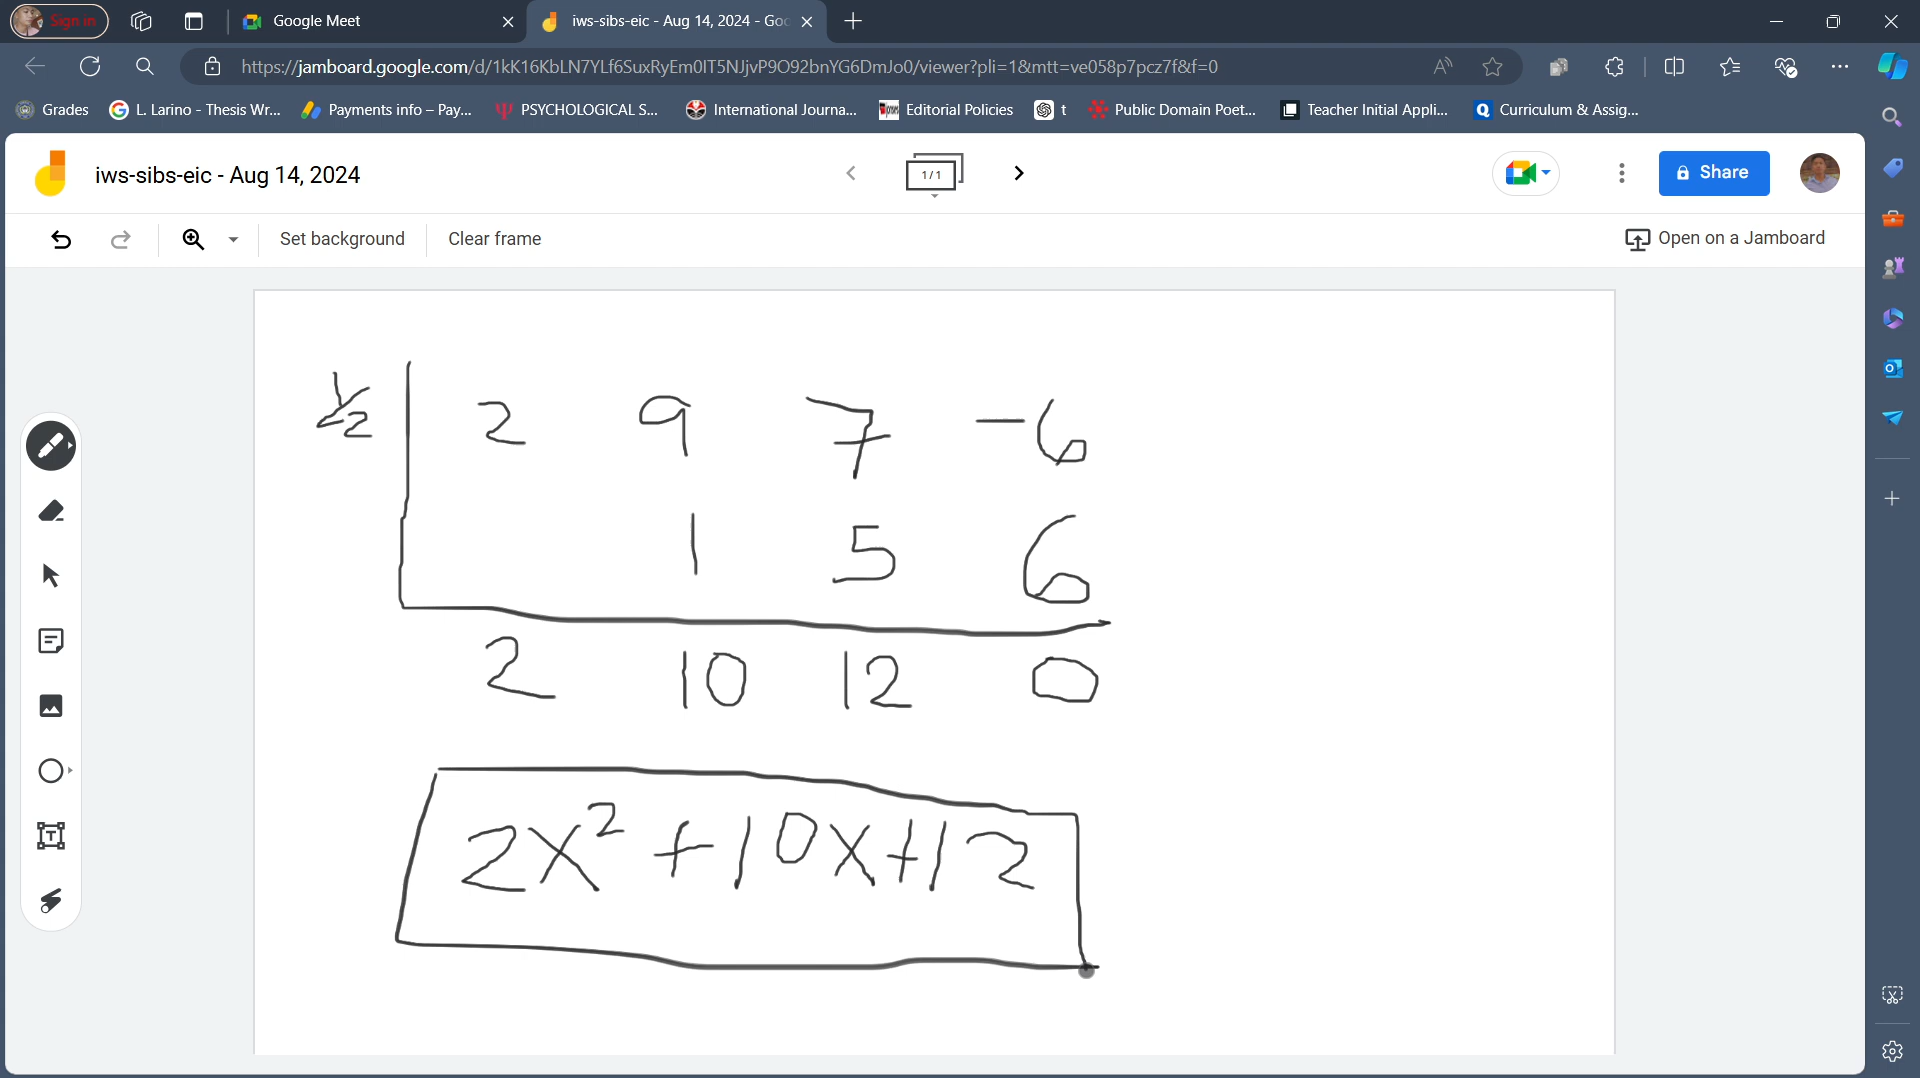 Sign in
Google Meet
iws-sibs-eic - Aug 14, 2024 - Goo
https://jamboard.google.com/d/1kK16KbLN7YLf6SuxRyEm0IT5NJjvP9O92bnYG6DmJo0/viewer?pli=1&mtt=ve058p7pcz7f&f=0
Grades
L. Larino - Thesis Wr...
Payments info – Pay...
PSYCHOLOGICAL S...
International Journa...
Editorial Policies
t
Public Domain Poet...
Teacher Initial Appli...
Curriculum & Assig...
iws-sibs-eic - Aug 14, 2024
1/1
Share
Set background
Clear frame
Open on a Jamboard
1/2 2 9 7 -6
1 5 6
2 10 12 0
2x² +10x+12